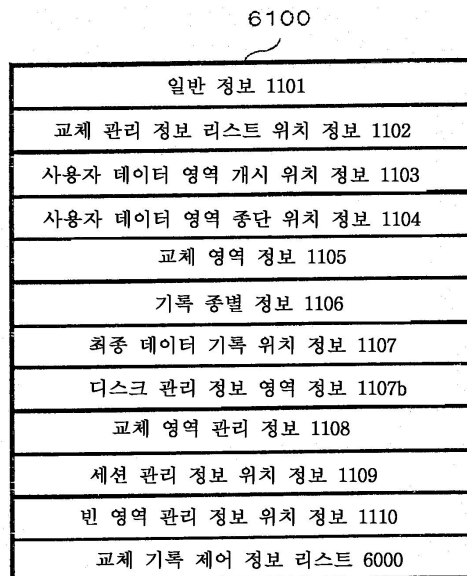 6100
일반 정보 1101
교체 관리 정보 리스트 위치 정보 1102
사용자 데이터 영역 개시 위치 정보 1103
사용자 데이터 영역 종단 위치 정보 1104
교체 영역 정보 1105
기록 종별 정보 1106
최종 데이터 기록 위치 정보 1107
디스크 관리 정보 영역 정보 1107b
교체 영역 관리 정보 1108
세션 관리 정보 위치 정보 1109
빈 영역 관리 정보 위치 정보 1110
교체 기록 제어 정보 리스트 6000